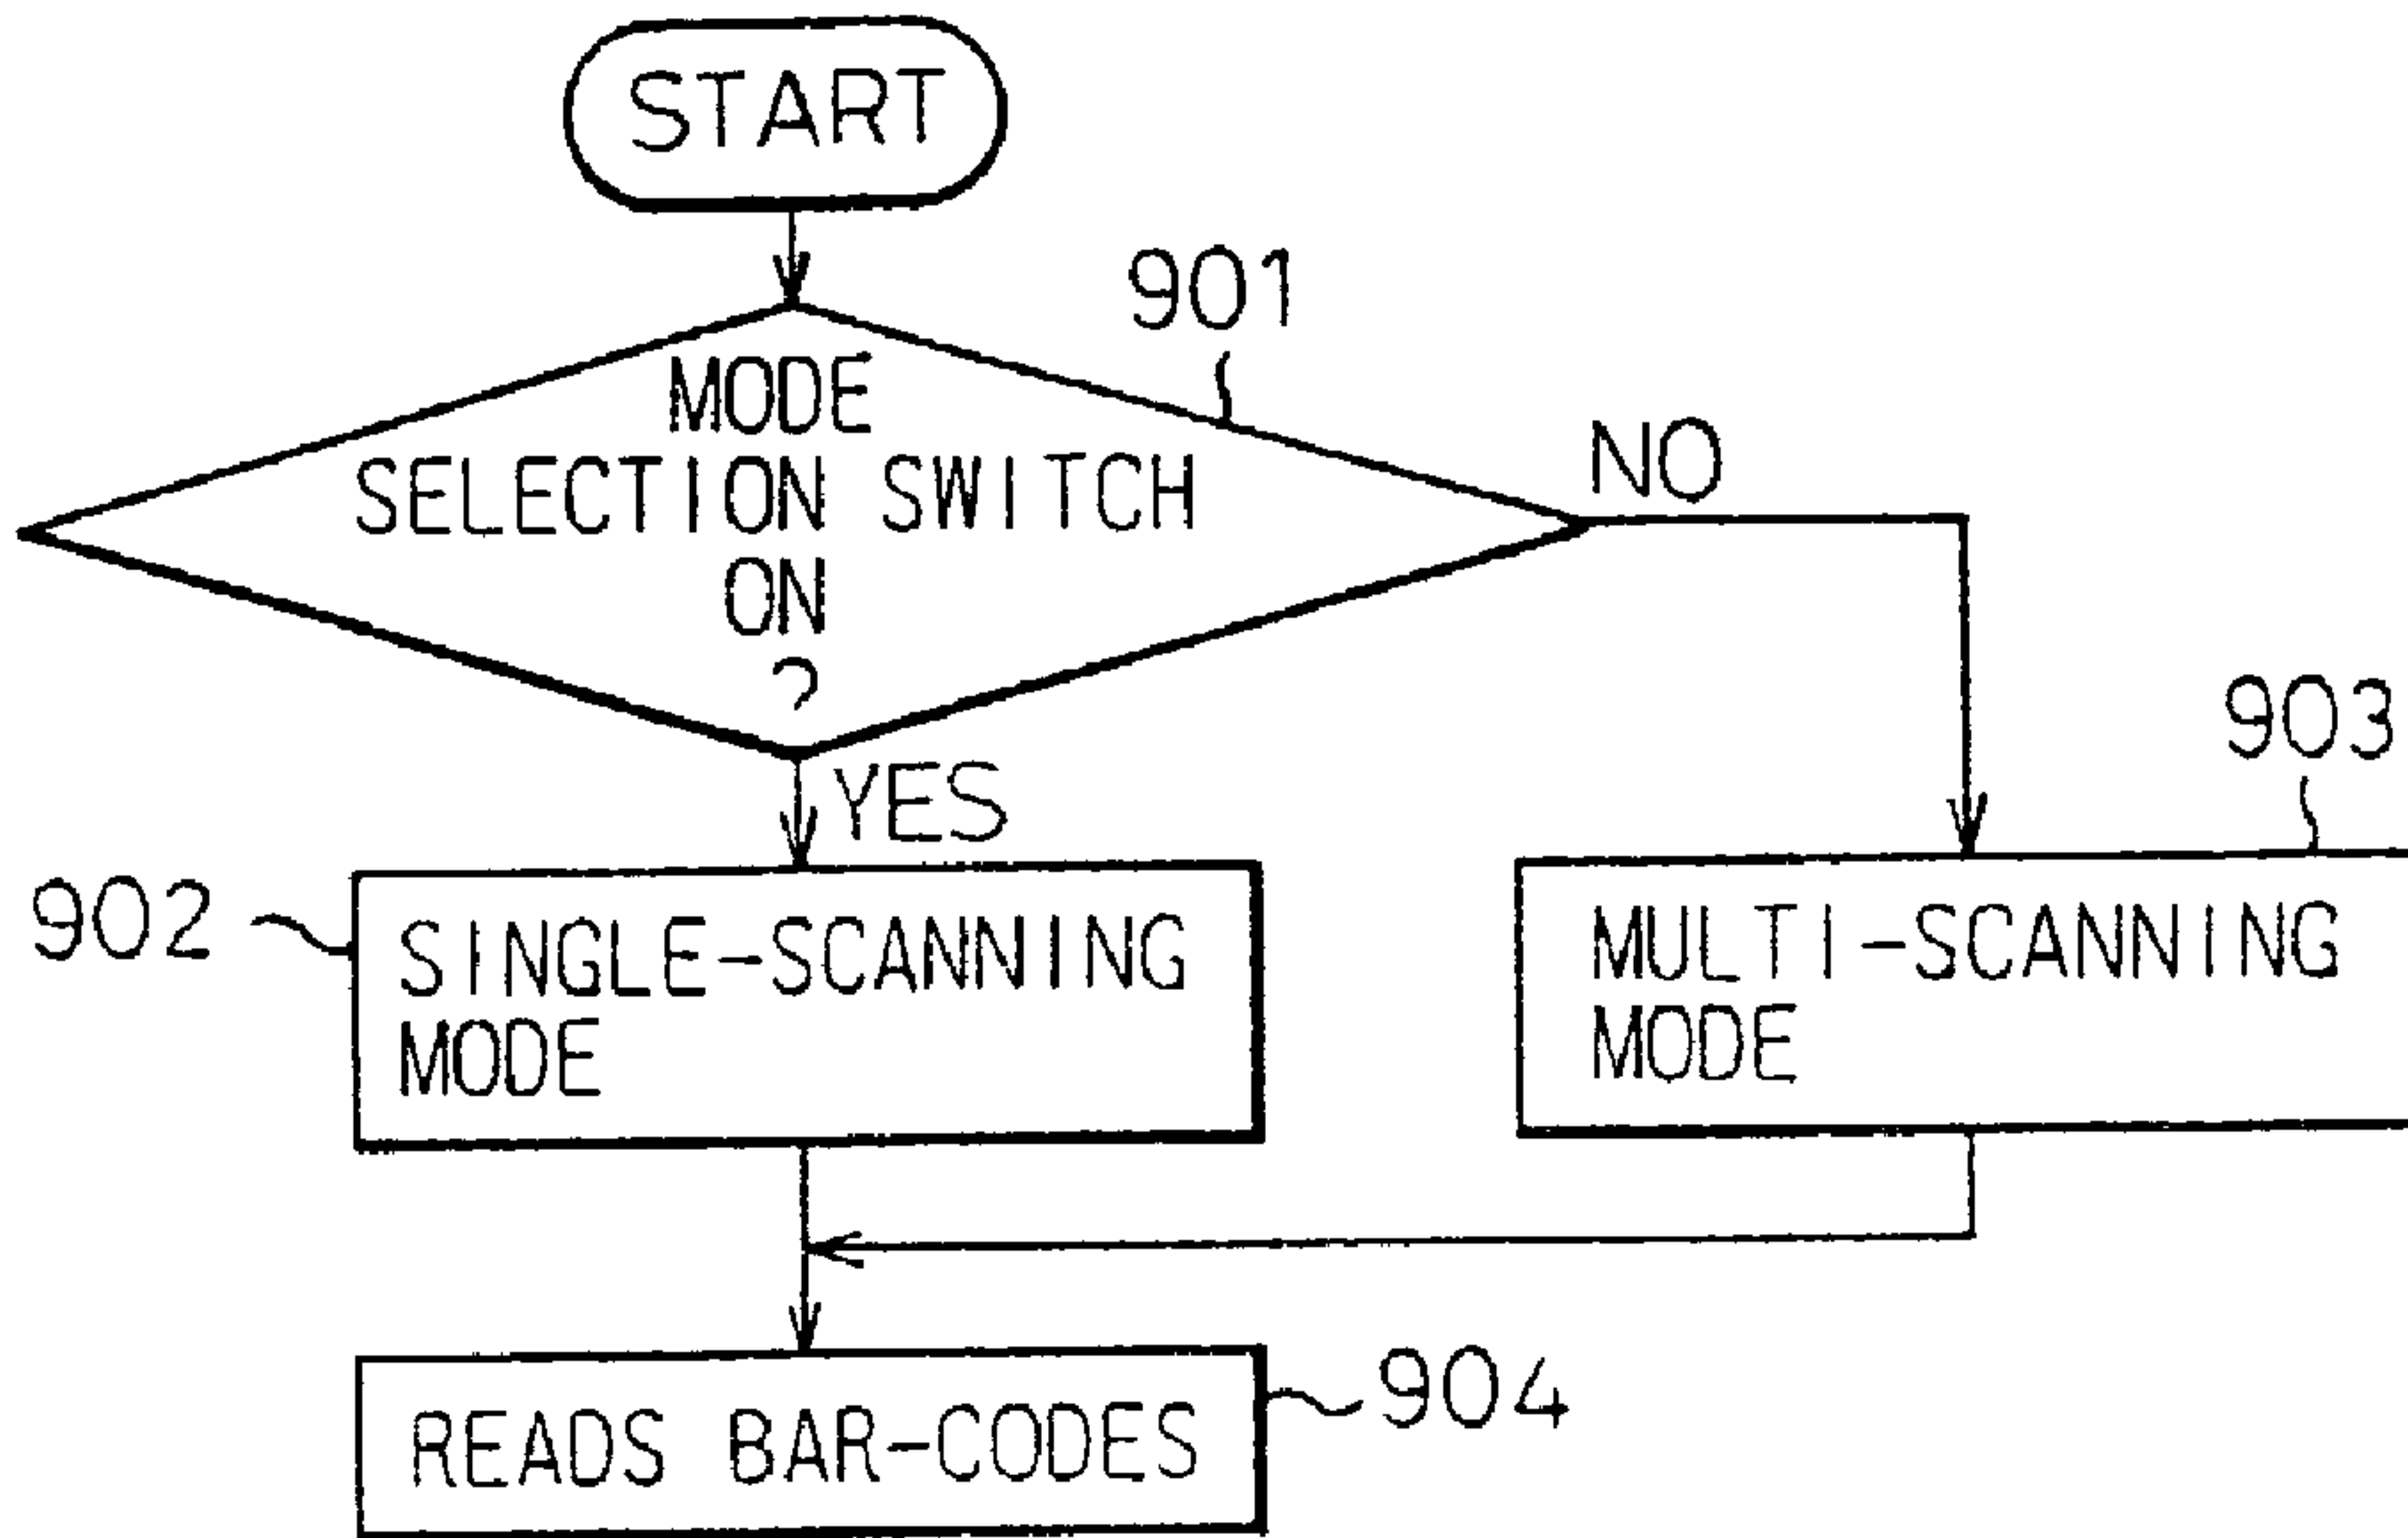 START
901
MODE
SELECTION SWITCH
ON
?
NO
YES
903
902
SINGLE-SCANNING
MODE
MULTI-SCANNING
MODE
READS BAR-CODES
904